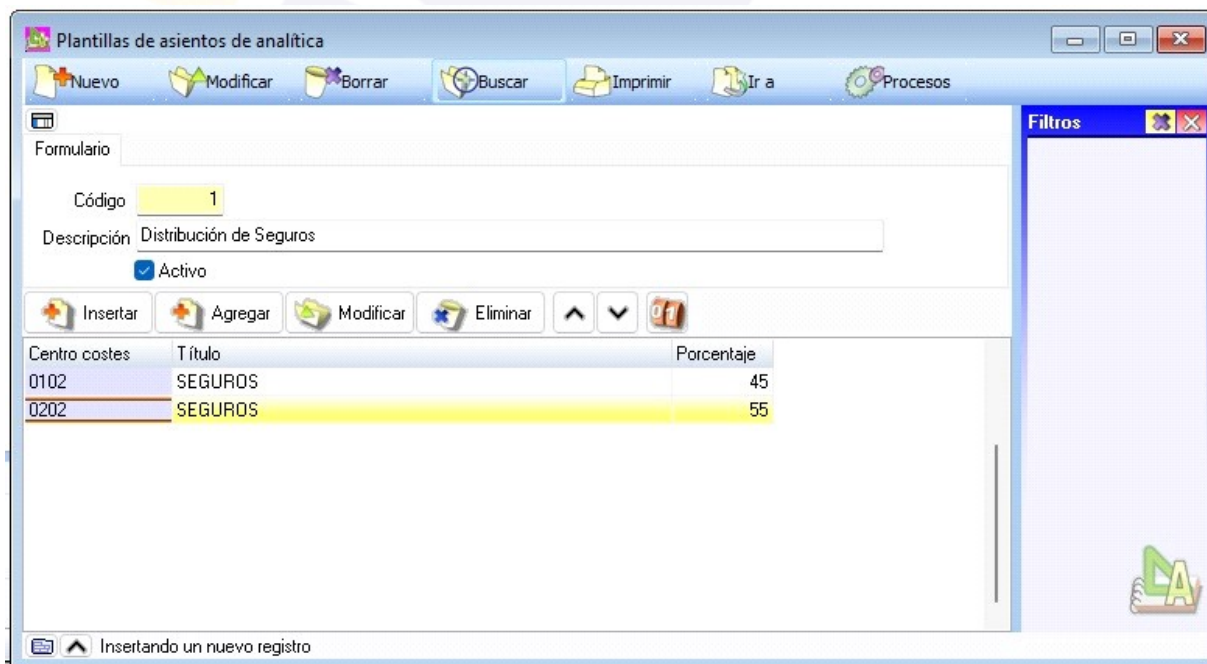 Plantillas de asientos de analítica
Nuevo Modificar Borrar Buscar Imprimir Ir a Procesos
Filtros
Formulario
Código 1
Descripción Distribución de Seguros
Activo
Insertar Agregar Modificar Eliminar
Centro costes Título Porcentaje
0102 SEGUROS 45
0202 SEGUROS 55
Insertando un nuevo registro